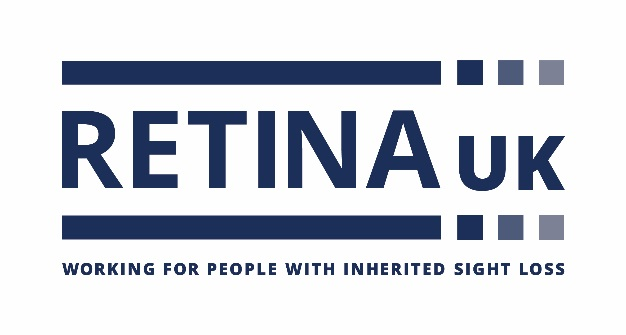 RETINA UK
WORKING FOR PEOPLE WITH INHERITED SIGHT LOSS